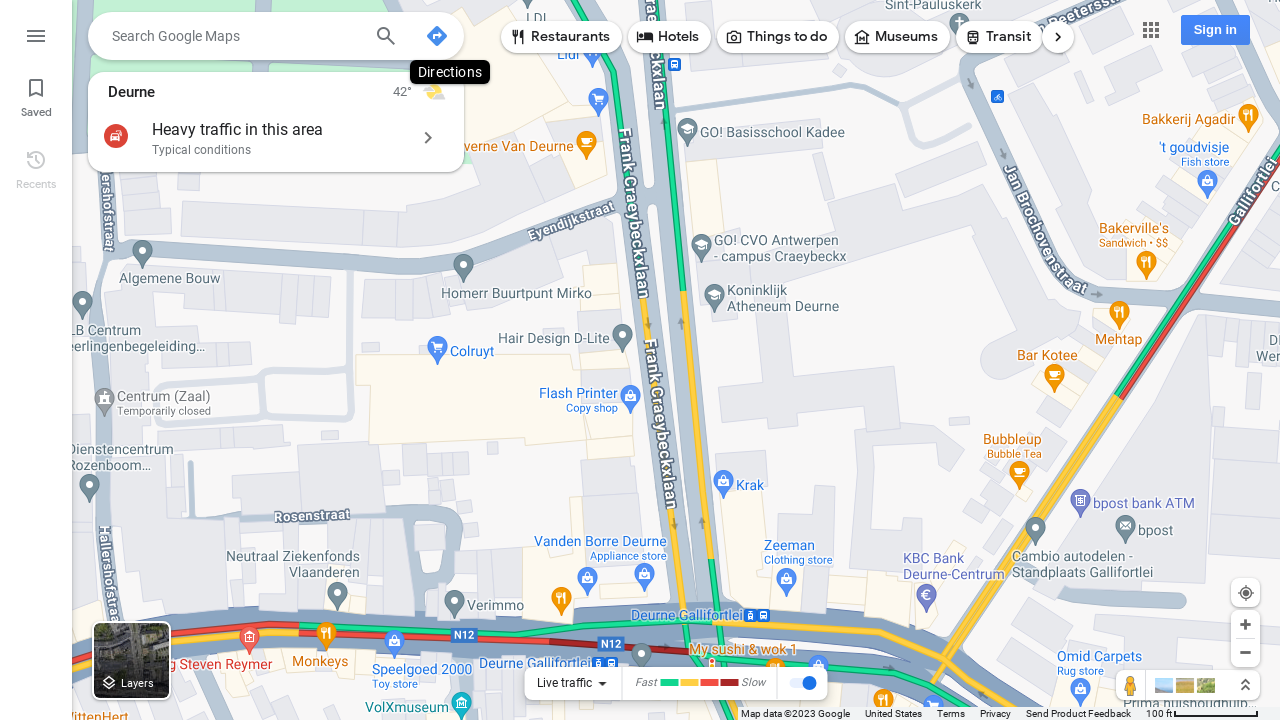 LDL
Sint-Pauluskerk
Restaurants
Hotels
Things to do
Museums
Transit
Sign in
Search Google Maps
Directions
Saved
Recents
Deurne
42°
Heavy traffic in this area
Typical conditions
Lidl
Frank Craeybeckxlaan
GO! Basisschool Kadee
Bakkerij Agadir
't goudvisje
Fish store
verne Van Deurne
Gallifortlei
Jan Brochovenstraat
Eyendijkstraat
Bakerville's
Sandwich • $$
GO! CVO Antwerpen
- campus Craeybeckx
Algemene Bouw
Homerr Buurtpunt Mirko
Koninklijk
Atheneum Deurne
LB Centrum
eerlingenbegeleiding...
Hair Design D-Lite
Mehtap
Colruyt
Bar Kotee
Frank Craeybeckxlaan
Centrum (Zaal)
Temporarily closed
Flash Printer
Copy shop
Dienstencentrum
Rozenboom...
Bubbleup
Bubble Tea
Krak
bpost bank ATM
Rosenstraat
bpost
Vanden Borre Deurne
Appliance store
Zeeman
Clothing store
Neutraal Ziekenfonds
Vlaanderen
KBC Bank
Deurne-Centrum
Cambio autodelen -
Standplaats Gallifortlei
Verimmo
Deurne Gallifortlei
N12
N12
My sushi & wok 1
g Steven Reymer
Monkeys
Speelgoed 2000
Toy store
Deurne Gallifortlei
Omid Carpets
Rug store
Layers
Live traffic
Fast
Slow
VolXmuseum
WittenHert
Prima hulshoudhulp...
Map data ©2023 Google
United States
Terms
Privacy
Send Product Feedback
100 ft